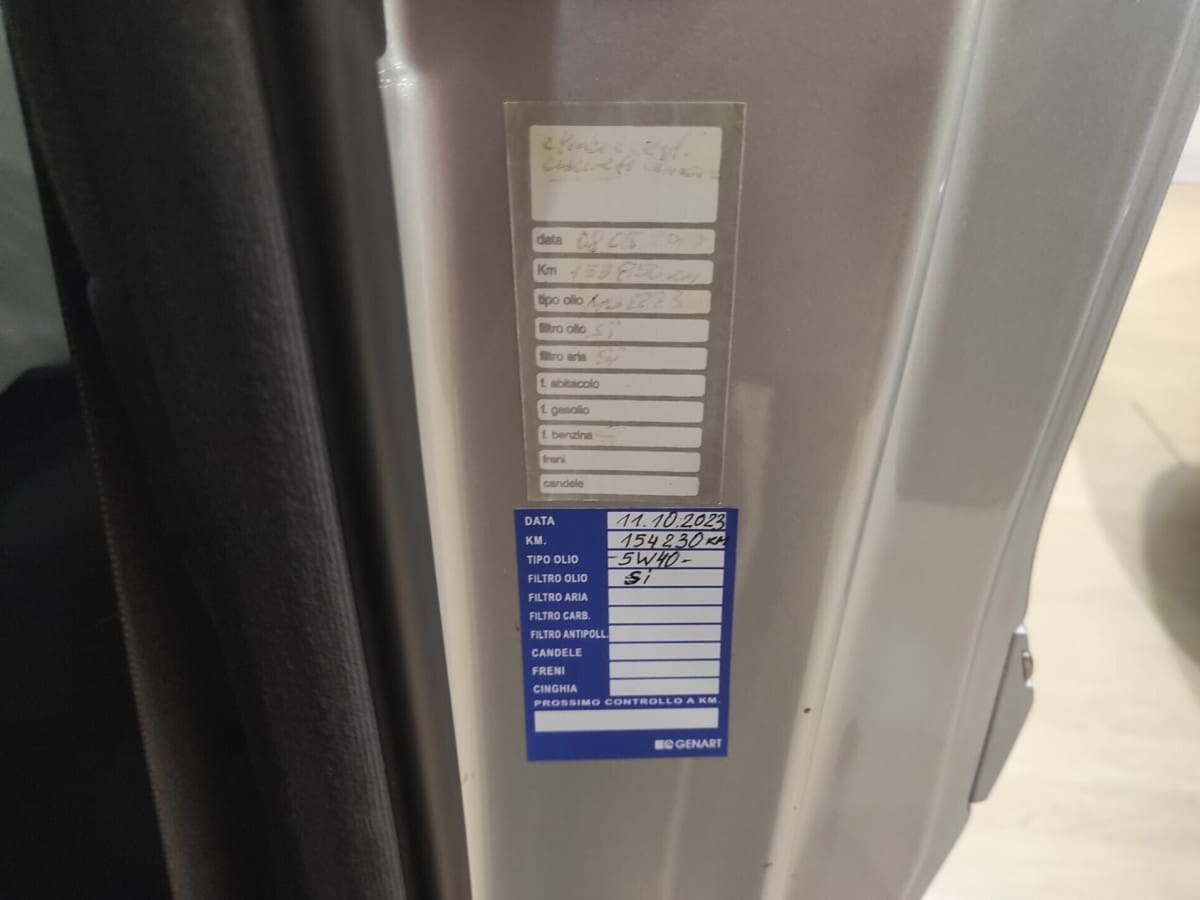 data
Km
tipo olio
filtro olio si
filtro aria si
f. abitacolo
f. gasolio
f. benzina
freni
candele
DATA 11.10.2023
KM. 154230 KM
TIPO OLIO -5W40-
FILTRO OLIO Si
FILTRO ARIA
FILTRO CARB.
FILTRO ANTIPOLL.
CANDELE
FRENI
CINGHIA
PROSSIMO CONTROLLO A KM.
GENART